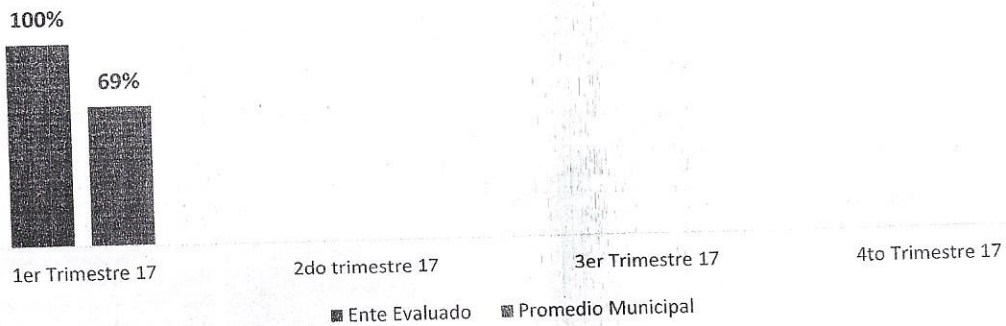 100%
69%
1er Trimestre 17 2do trimestre 17 3er Trimestre 17 4to Trimestre 17
Ente Evaluado Promedio Municipal